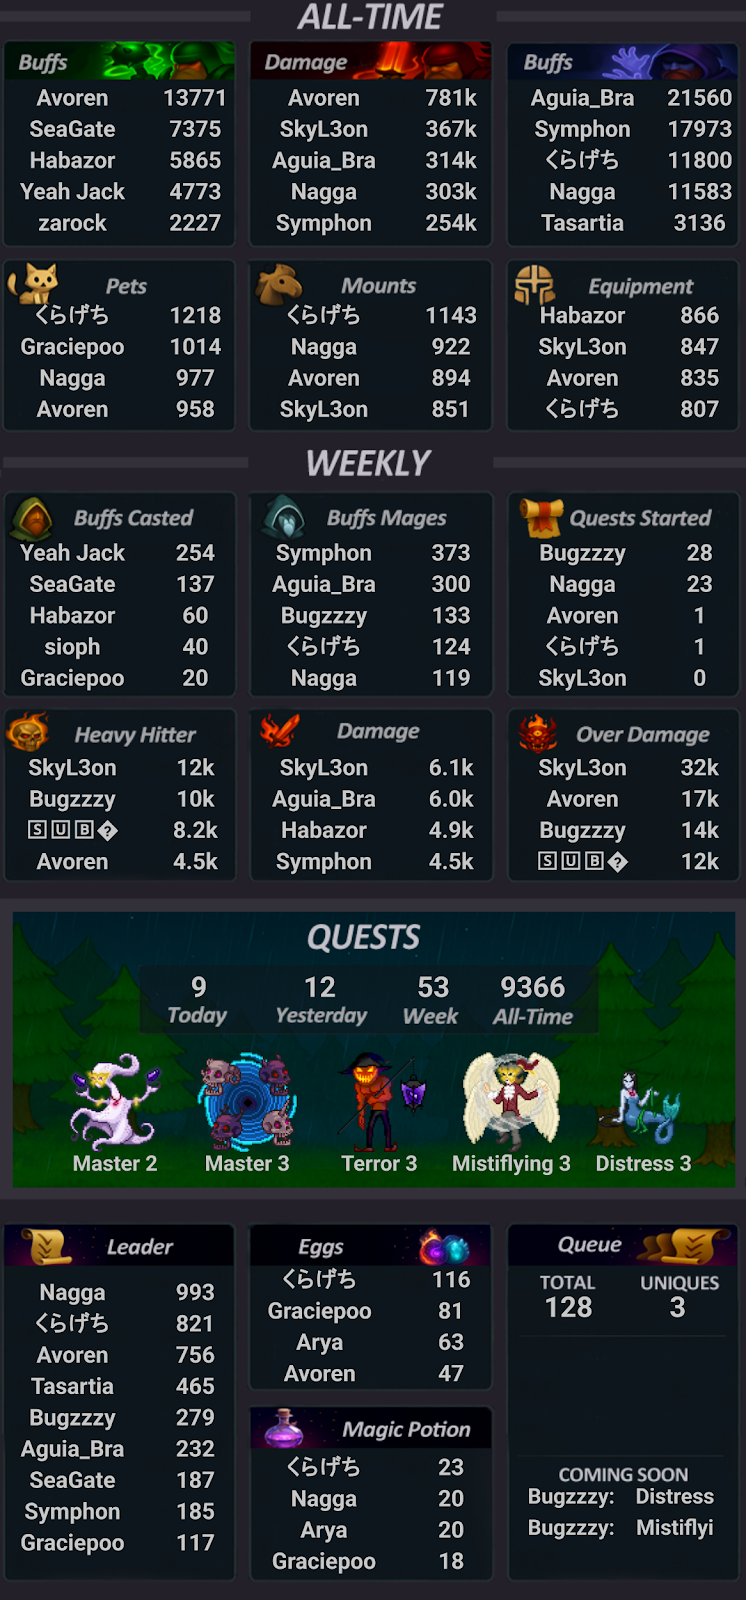 ALL-TIME
Buffs
Avoren 13771
SeaGate 7375
Habazor 5865
Yeah Jack 4773
zarock 2227
Damage
Avoren 781k
SkyL3on 367k
Aguia_Bra 314k
Nagga 303k
Symphon 254k
Buffs
Aguia_Bra 21560
Symphon 17973
くらげち 11800
Nagga 11583
Tasartia 3136
Pets
くらげち 1218
Graciepoo 1014
Nagga 977
Avoren 958
Mounts
くらげち 1143
Nagga 922
Avoren 894
SkyL3on 851
Equipment
Habazor 866
SkyL3on 847
Avoren 835
くらげち 807
WEEKLY
Buffs Casted
Yeah Jack 254
SeaGate 137
Habazor 60
sioph 40
Graciepoo 20
Buffs Mages
Symphon 373
Aguia_Bra 300
Bugzzzy 133
くらげち 124
Nagga 119
Quests Started
Bugzzzy 28
Nagga 23
Avoren 1
くらげち 1
SkyL3on 0
Heavy Hitter
SkyL3on 12k
Bugzzzy 10k
🅂🅄🄱� 8.2k
Avoren 4.5k
Damage
SkyL3on 6.1k
Aguia_Bra 6.0k
Habazor 4.9k
Symphon 4.5k
Over Damage
SkyL3on 32k
Avoren 17k
Bugzzzy 14k
🅂🅄🄱� 12k
QUESTS
9 12 53 9366
Today Yesterday Week All-Time
Master 2 Master 3 Terror 3 Mistiflying 3 Distress 3
Leader
Nagga 993
くらげち 821
Avoren 756
Tasartia 465
Bugzzzy 279
Aguia_Bra 232
SeaGate 187
Symphon 185
Graciepoo 117
Eggs
くらげち 116
Graciepoo 81
Arya 63
Avoren 47
Magic Potion
くらげち 23
Nagga 20
Arya 20
Graciepoo 18
Queue
TOTAL UNIQUES
128 3
COMING SOON
Bugzzzy: Distress
Bugzzzy: Mistiflyi